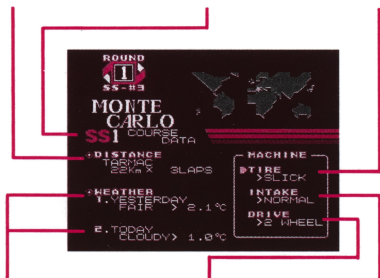 ROUND
1
SS-#3
MONTE
CARLO
SS1 COURSE
DATA
DISTANCE
TARMAC
22Km X 3LAPS
WEATHER
1.YESTERDAY
FAIR > 2.1°C
2.TODAY
CLOUDY> 1.0°C
MACHINE
TIRE
>SLICK
INTAKE
>NORMAL
DRIVE
>2 WHEEL